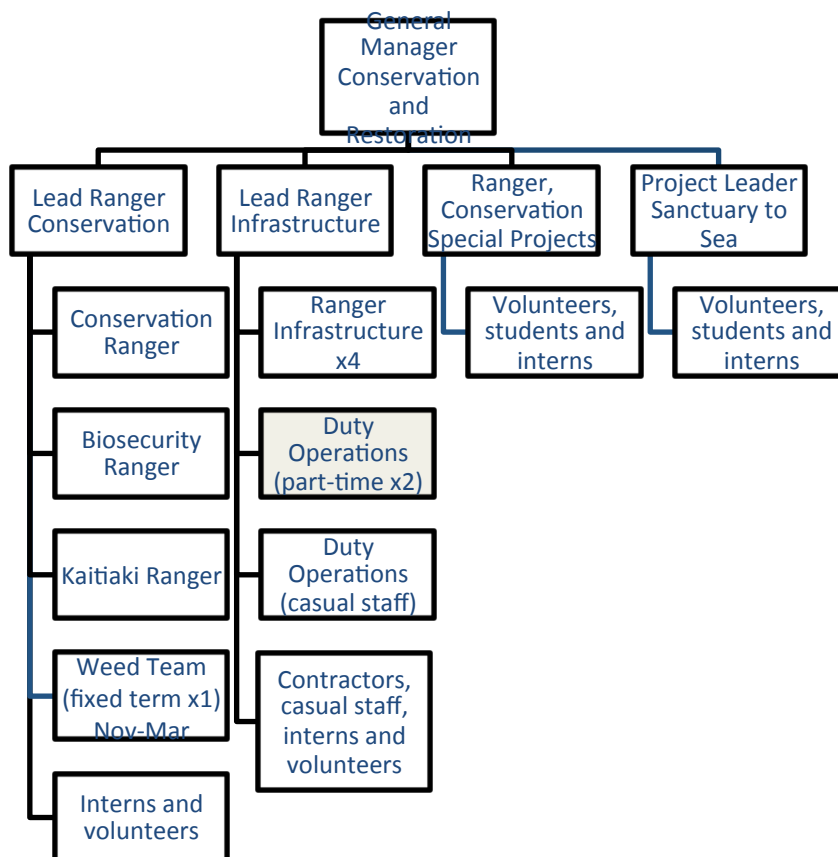 General
Manager
Conservation
and
Restoration
Lead Ranger
Conservation
Lead Ranger
Infrastructure
Ranger,
Conservation
Special Projects
Project Leader
Sanctuary to
Sea
Conservation
Ranger
Biosecurity
Ranger
Kaitiaki Ranger
Weed Team
(fixed term x1)
Nov-Mar
Interns and
volunteers
Ranger
Infrastructure
x4
Duty
Operations
(part-time x2)
Duty
Operations
(casual staff)
Contractors,
casual staff,
interns and
volunteers
Volunteers,
students and
interns
Volunteers,
students and
interns